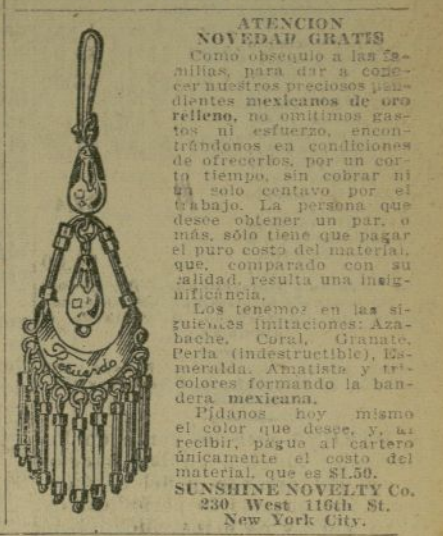 ATENCION
NOVEDAD GRATIS
Como obsequio a las fa-
milias, para dar a cono-
cer nuestros preciosos pen-
dientes mexicanos de oro
relleno, no omitimos gas-
tos ni esfuerzo, encon-
trándonos en condiciones
de ofrecerlos, por un cor-
to tiempo, sin cobrar ni
un solo centavo por el
trabajo. La persona que
desee obtener un par, o
más, sólo tiene que pagar
el puro costo del material,
que, comparado con su
calidad, resulta una insig-
nificancia.
Los tenemos en las si-
guientes imitaciones: Aza-
bache, Coral, Granate,
Perla (indestructible), Es-
meralda, Amatista y tri-
colores formando la ban-
dera mexicana.
Pídanos hoy mismo
el color que desee, y, al
recibir, pague al cartero
únicamente el costo del
material, que es $1.50.
SUNSHINE NOVELTY Co.
230 West 116th St.
New York City.
Recuerdo